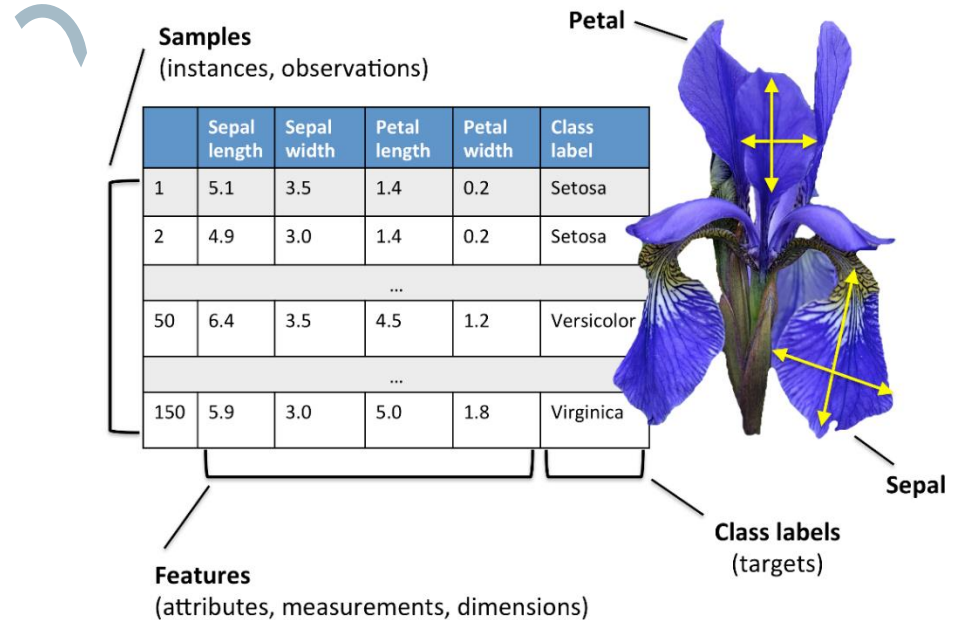 Petal
Samples
(instances, observations)
Sepal length Sepal width Petal length Petal width Class label
1 5.1 3.5 1.4 0.2 Setosa
2 4.9 3.0 1.4 0.2 Setosa
...
50 6.4 3.5 4.5 1.2 Versicolor
...
150 5.9 3.0 5.0 1.8 Virginica
Sepal
Class labels
(targets)
Features
(attributes, measurements, dimensions)